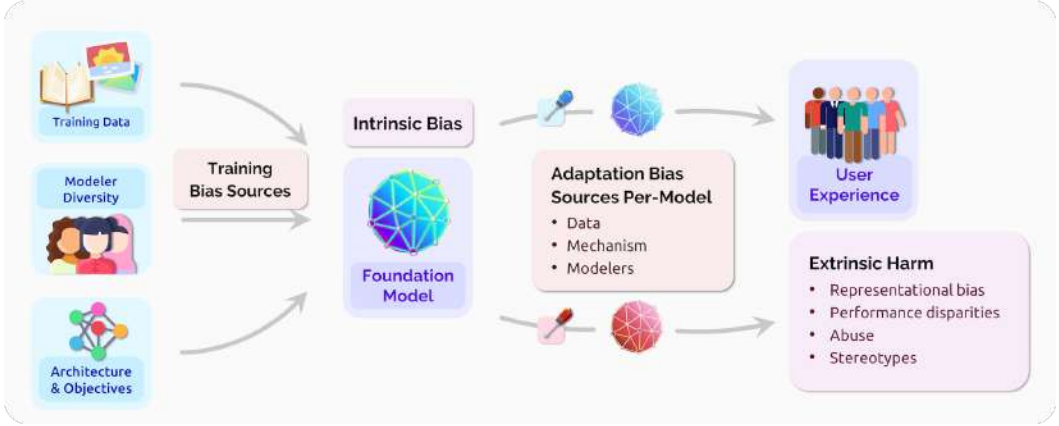 Training Data
Modeler
Diversity
Architecture
& Objectives
Training
Bias Sources
Intrinsic Bias
Foundation
Model
Adaptation Bias
Sources Per-Model
• Data
• Mechanism
• Modelers
User
Experience
Extrinsic Harm
• Representational bias
• Performance disparities
• Abuse
• Stereotypes